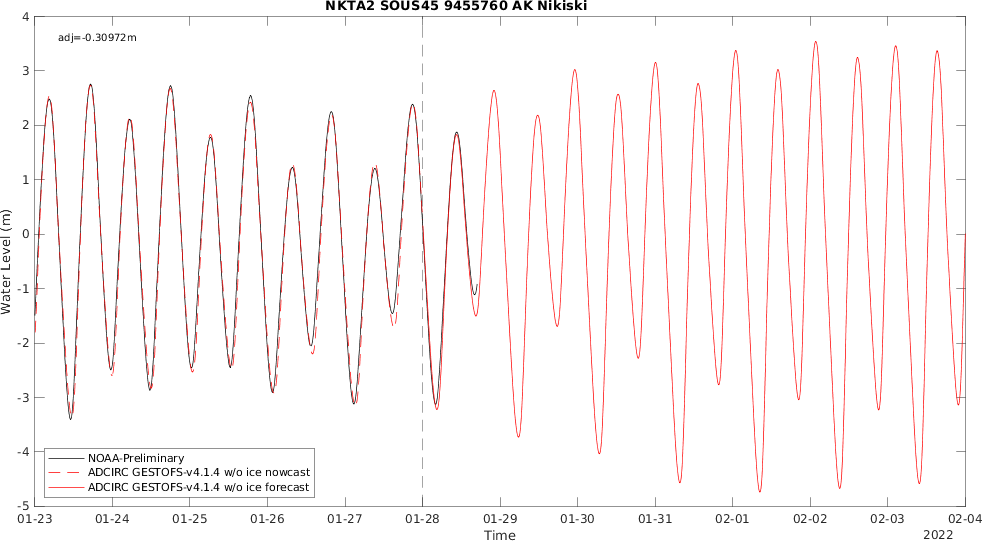 NKTA2 SOUS45 9455760 AK Nikiski
adj=-0.30972m
4
3
2
1
0
-1
-2
-3
-4
-5
Water Level (m)
NOAA-Preliminary
ADCIRC GESTOFS-v4.1.4 w/o ice nowcast
ADCIRC GESTOFS-v4.1.4 w/o ice forecast
01-23 01-24 01-25 01-26 01-27 01-28 01-29 01-30 01-31 02-01 02-02 02-03 02-04
Time
2022